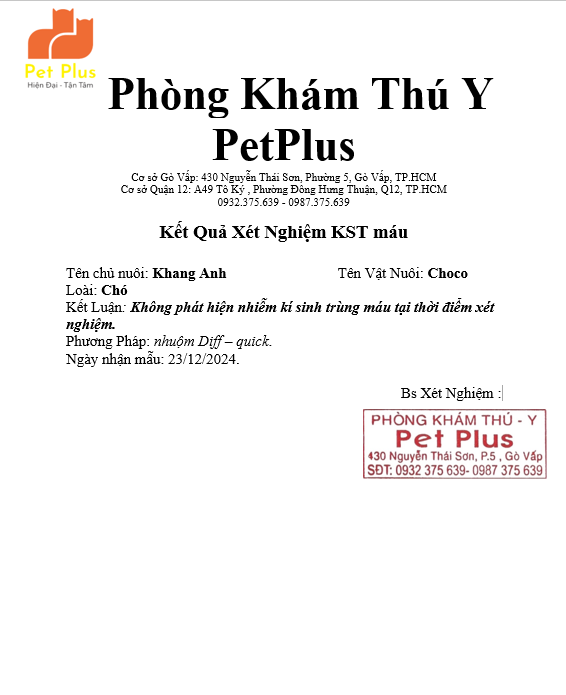 Pet Plus
Hiện Đại - Tận Tâm
Phòng Khám Thú Y
PetPlus
Cơ sở Gò Vấp: 430 Nguyễn Thái Sơn, Phường 5, Gò Vấp, TP.HCM
Cơ sở Quận 12: A49 Tô Ký , Phường Đông Hưng Thuận, Q12, TP.HCM
0932.375.639 - 0987.375.639
Kết Quả Xét Nghiệm KST máu
Tên chủ nuôi: Khang Anh Tên Vật Nuôi: Choco
Loài: Chó
Kết Luận: Không phát hiện nhiễm kí sinh trùng máu tại thời điểm xét
nghiệm.
Phương Pháp: nhuộm Diff – quick.
Ngày nhận mẫu: 23/12/2024.
Bs Xét Nghiệm :
PHÒNG KHÁM THÚ - Y
Pet Plus
430 Nguyễn Thái Sơn, P.5 , Gò Vấp
SĐT: 0932 375 639- 0987 375 639